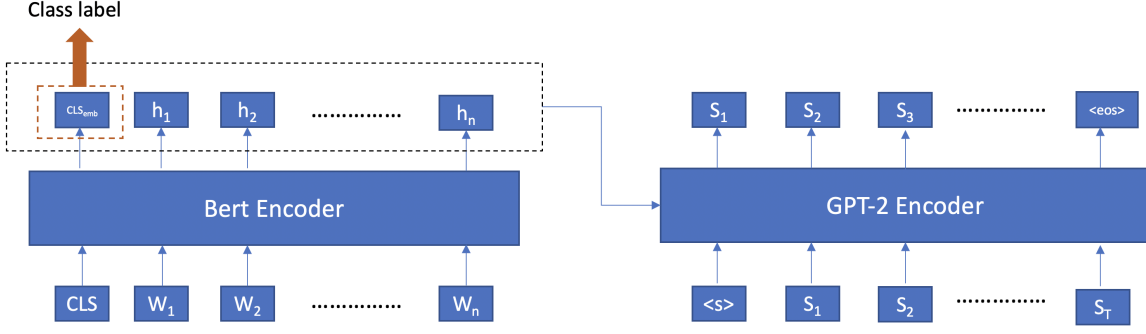 Class label
CLSemb h1 h2 ............... hn
S1 S2 S3 ............... <eos>
Bert Encoder
GPT-2 Encoder
CLS W1 W2 ............... Wn
<s> S1 S2 ............... ST